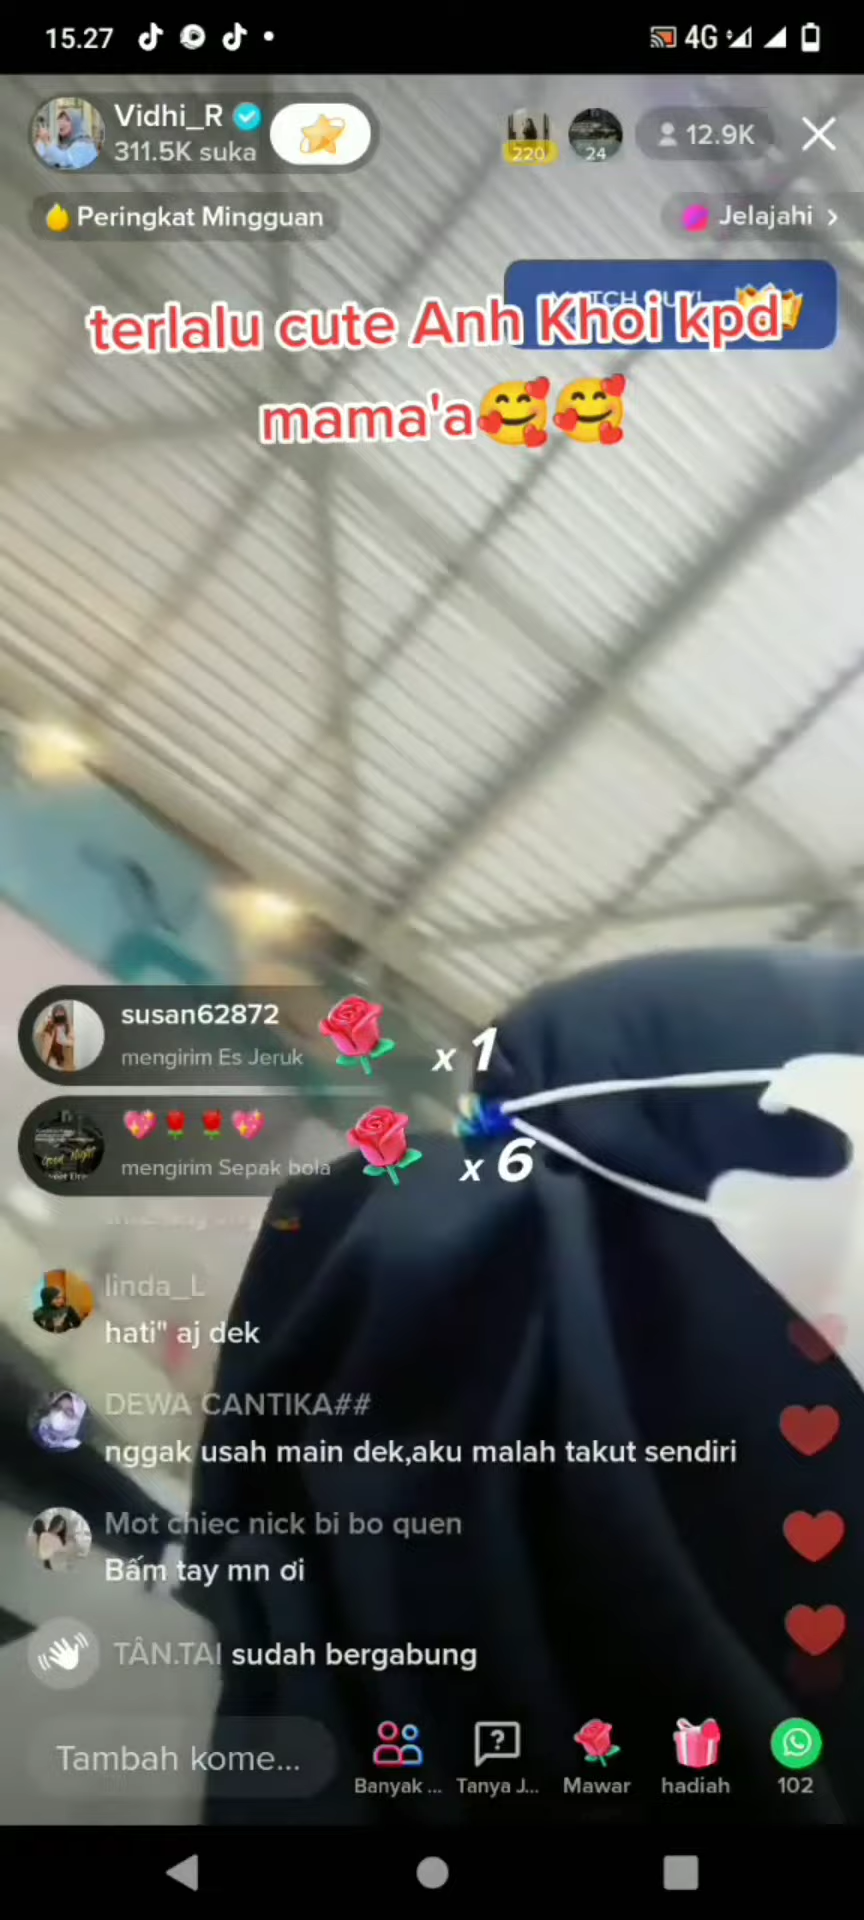 15.27
4G
Vidhi_R
311.5K suka
220
24
12.9K
Peringkat Mingguan
Jelajahi >
terlalu cute Anh Khoi kpd
mama'a🥰🥰
susan62872
mengirim Es Jeruk
x 1
💖🌹🌹💖
mengirim Sepak bola
x 6
linda_L
hati" aj dek
DEWA CANTIKA##
nggak usah main dek,aku malah takut sendiri
Mot chiec nick bi bo quen
Bấm tay mn ơi
TÂN.TAI sudah bergabung
Tambah kome...
Banyak ...
Tanya J...
Mawar
hadiah
102